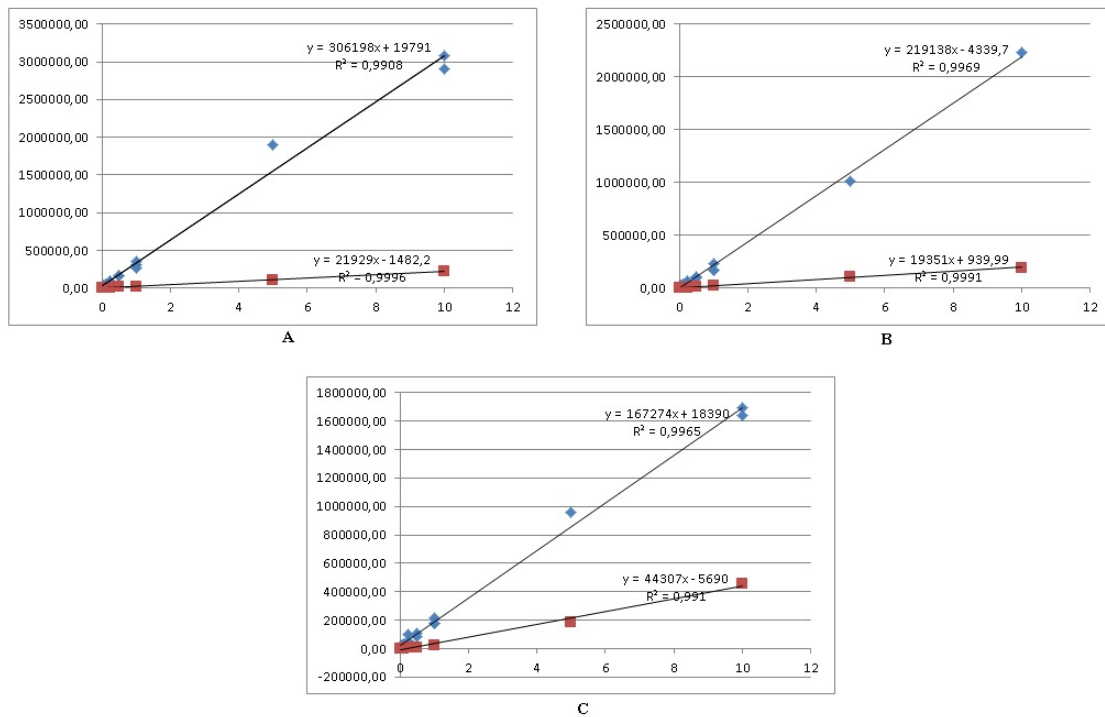 3500000,00
3000000,00
2500000,00
2000000,00
1500000,00
1000000,00
500000,00
0,00
y = 306198x + 19791
R² = 0,9908
y = 21929x - 1482,2
R² = 0,9996
0 2 4 6 8 10 12
A
2500000,00
2000000,00
1500000,00
1000000,00
500000,00
0,00
y = 219138x - 4339,7
R² = 0,9969
y = 19351x + 939,99
R² = 0,9991
0 2 4 6 8 10 12
B
1800000,00
1600000,00
1400000,00
1200000,00
1000000,00
800000,00
600000,00
400000,00
200000,00
0,00
-200000,00
y = 167274x + 18390
R² = 0,9965
y = 44307x - 5690
R² = 0,991
0 2 4 6 8 10 12
C